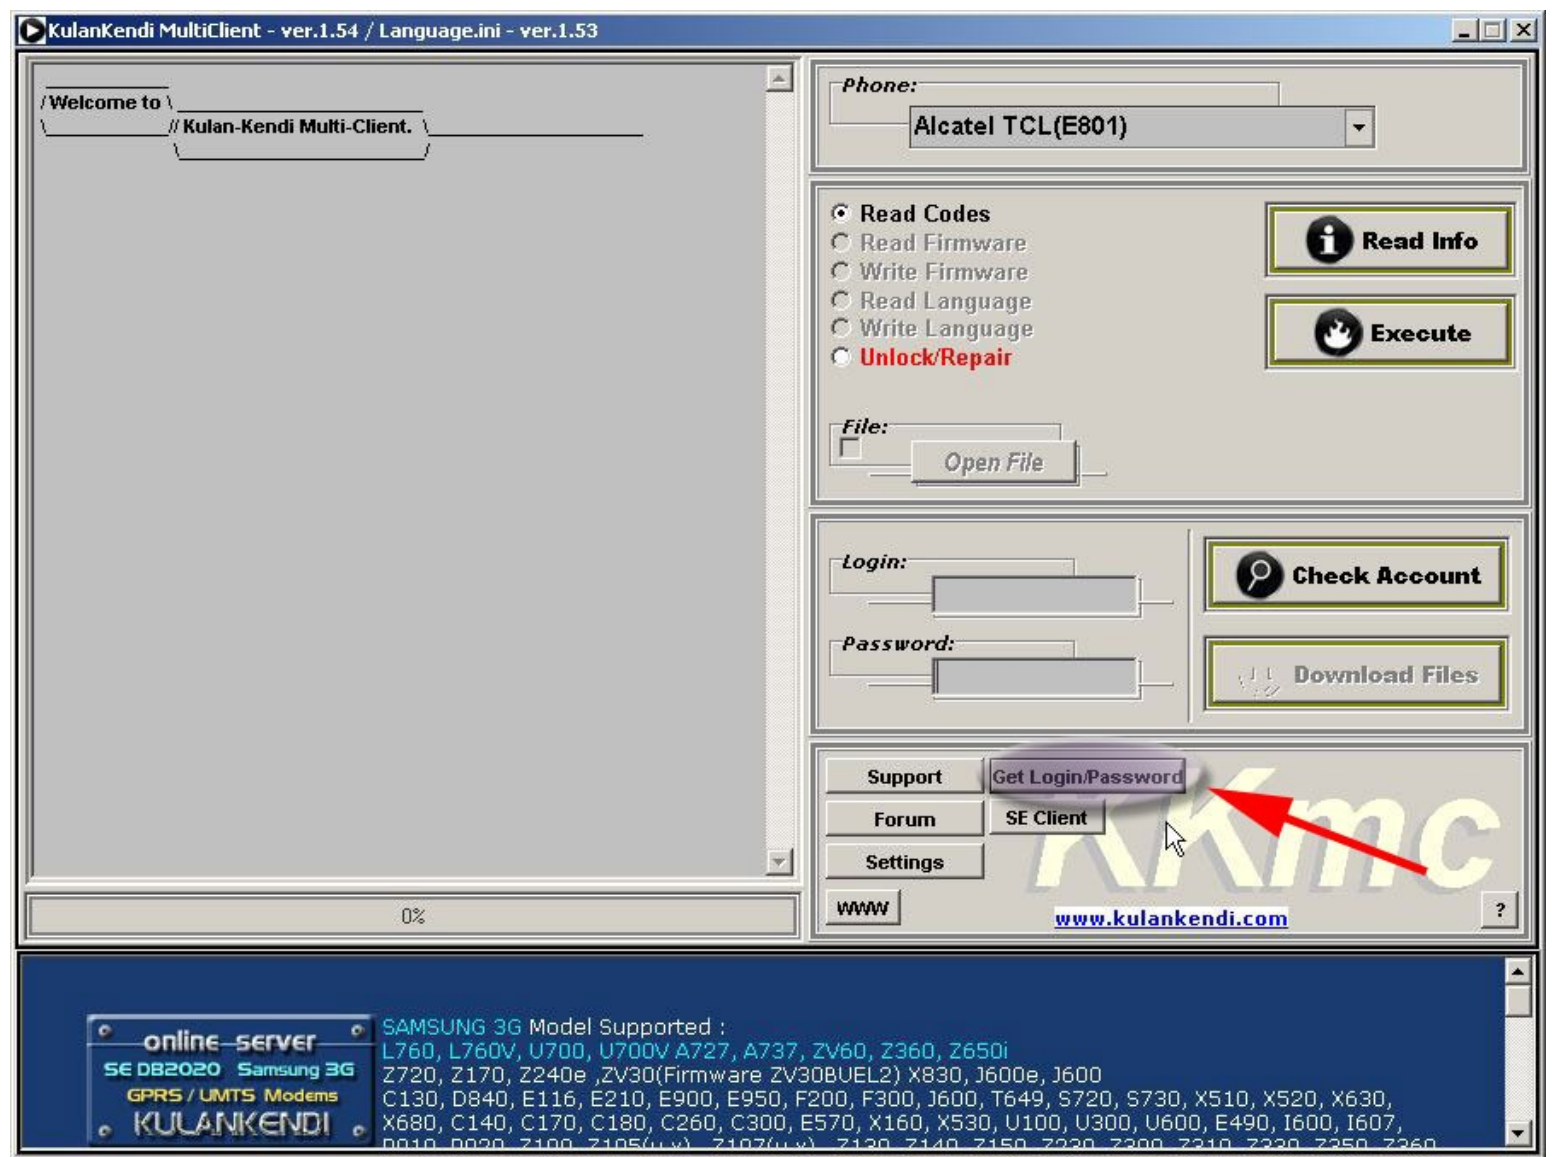 KulanKendi MultiClient - ver.1.54 / Language.ini - ver.1.53
/ Welcome to \
\ // Kulan-Kendi Multi-Client. \
\ /
Phone:
Alcatel TCL(E801)
Read Codes
Read Firmware
Write Firmware
Read Language
Write Language
Unlock/Repair
Read Info
Execute
File:
Open File
Login:
Password:
Check Account
Download Files
Support
Get Login/Password
Forum
SE Client
Settings
WWW
KKmc
www.kulankendi.com
?
0%
online server
SE DB2020 Samsung 3G
GPRS / UMTS Modems
KULANKENDI
SAMSUNG 3G Model Supported :
L760, L760V, U700, U700V A727, A737, ZV60, Z360, Z650i
Z720, Z170, Z240e ,ZV30(Firmware ZV30BUEL2) X830, J600e, J600
C130, D840, E116, E210, E900, E950, F200, F300, J600, T649, S720, S730, X510, X520, X630,
X680, C140, C170, C180, C260, C300, E570, X160, X530, U100, U300, U600, E490, I600, I607,